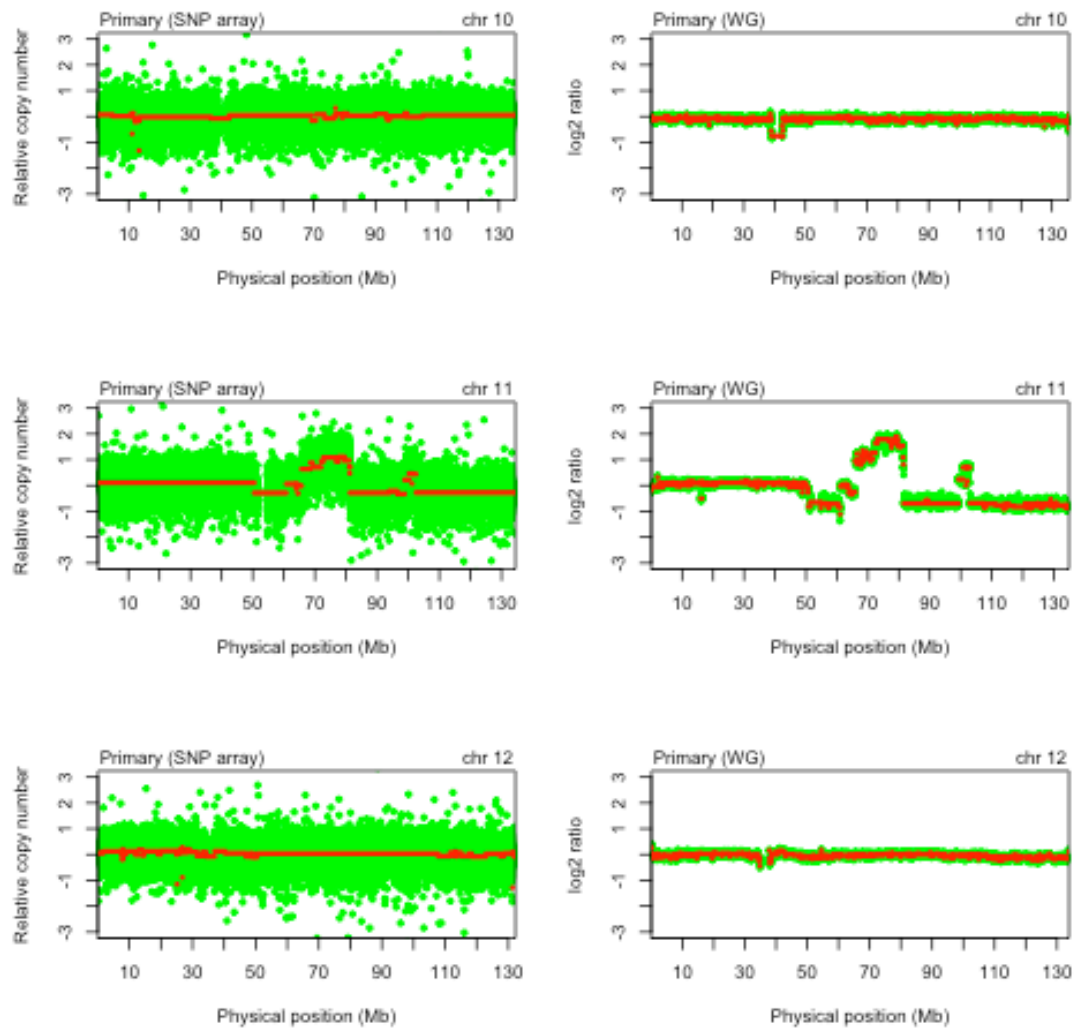 Primary (SNP array) chr 10
Relative copy number
3
2
1
-1
-3
10 30 50 70 90 110 130
Physical position (Mb)
Primary (WG) chr 10
log2 ratio
3
2
1
-1
-3
10 30 50 70 90 110 130
Physical position (Mb)
Primary (SNP array) chr 11
Relative copy number
3
2
1
-1
-3
10 30 50 70 90 110 130
Physical position (Mb)
Primary (WG) chr 11
log2 ratio
3
2
1
-1
-3
10 30 50 70 90 110 130
Physical position (Mb)
Primary (SNP array) chr 12
Relative copy number
3
2
1
-1
-3
10 30 50 70 90 110 130
Physical position (Mb)
Primary (WG) chr 12
log2 ratio
3
2
1
-1
-3
10 30 50 70 90 110 130
Physical position (Mb)